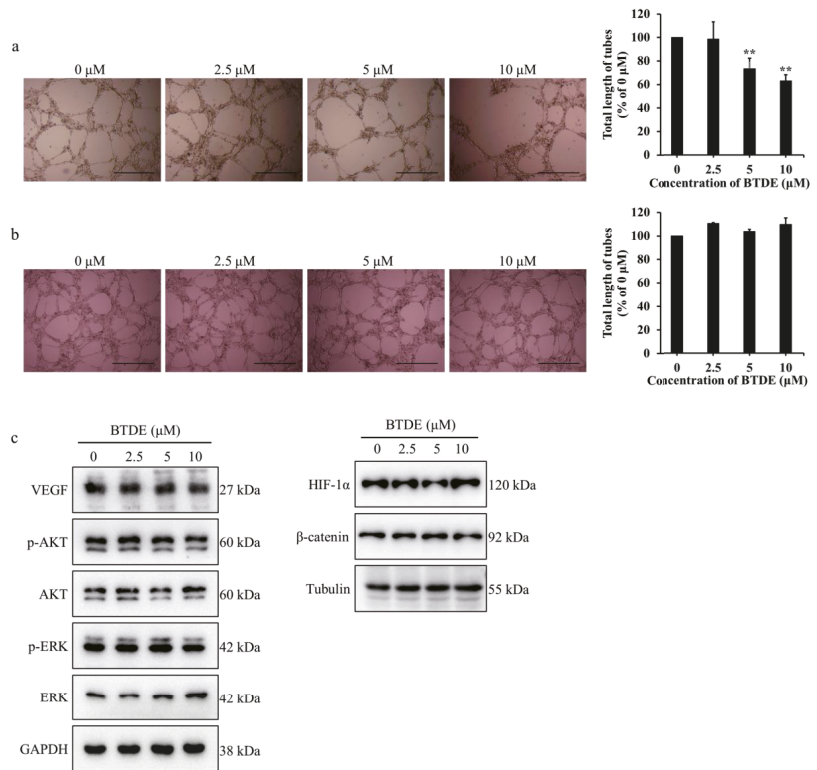 a
0 μM 2.5 μM 5 μM 10 μM
Total length of tubes
(% of 0 μM)
120
100
80
60
40
20
0
**
**
0 2.5 5 10
Concentration of BTDE (μM)
b
0 μM 2.5 μM 5 μM 10 μM
Total length of tubes
(% of 0 μM)
120
100
80
60
40
20
0
0 2.5 5 10
Concentration of BTDE (μM)
c
BTDE (μM)
0 2.5 5 10
VEGF 27 kDa
p-AKT 60 kDa
AKT 60 kDa
p-ERK 42 kDa
ERK 42 kDa
GAPDH 38 kDa
BTDE (μM)
0 2.5 5 10
HIF-1α 120 kDa
β-catenin 92 kDa
Tubulin 55 kDa